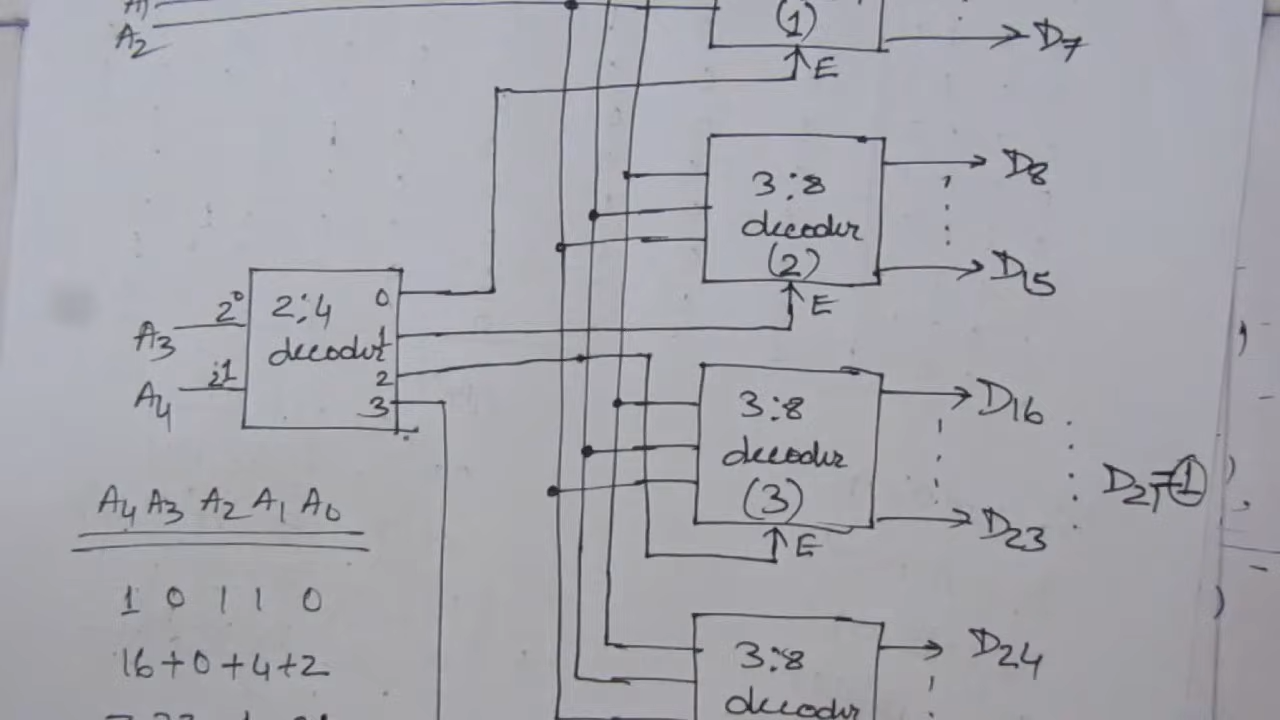 A1
A2
(1)
D7
E
3:8
decoder
(2)
D8
D15
E
2:4
decoder
A3
2⁰
A4
2¹
0
1
2
3
3:8
decoder
(3)
D16
D23
E
D21=1
A4 A3 A2 A1 A0
1 0 1 1 0
16+0+4+2
3:8
decoder
D24